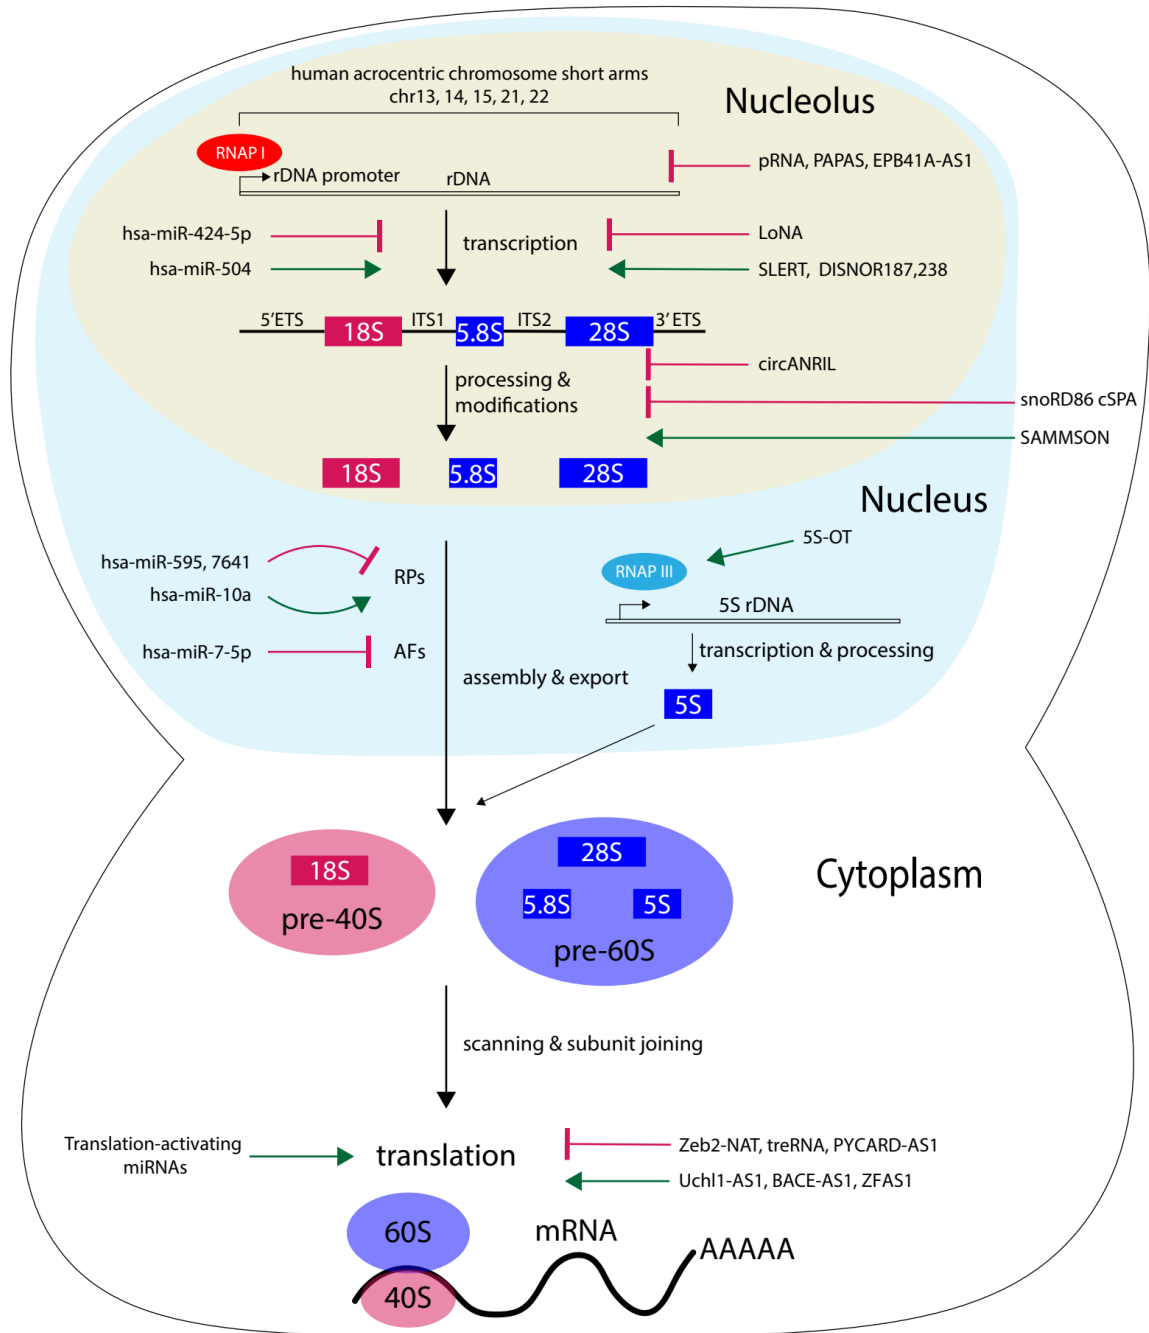 human acrocentric chromosome short arms
chr13, 14, 15, 21, 22
Nucleolus
RNAP I
rDNA promoter
rDNA
pRNA, PAPAS, EPB41A-AS1
hsa-miR-424-5p
hsa-miR-504
transcription
LoNA
SLERT, DISNOR187,238
5'ETS
18S
ITS1
5.8S
ITS2
28S
3' ETS
circANRIL
processing &
modifications
snoRD86 cSPA
SAMMSON
18S
5.8S
28S
Nucleus
hsa-miR-595, 7641
hsa-miR-10a
RPs
hsa-miR-7-5p
AFs
5S-OT
RNAP III
5S rDNA
transcription & processing
assembly & export
5S
18S
pre-40S
28S
5.8S
5S
pre-60S
Cytoplasm
scanning & subunit joining
Translation-activating
miRNAs
translation
Zeb2-NAT, treRNA, PYCARD-AS1
Uchl1-AS1, BACE-AS1, ZFAS1
60S
40S
mRNA
AAAAA